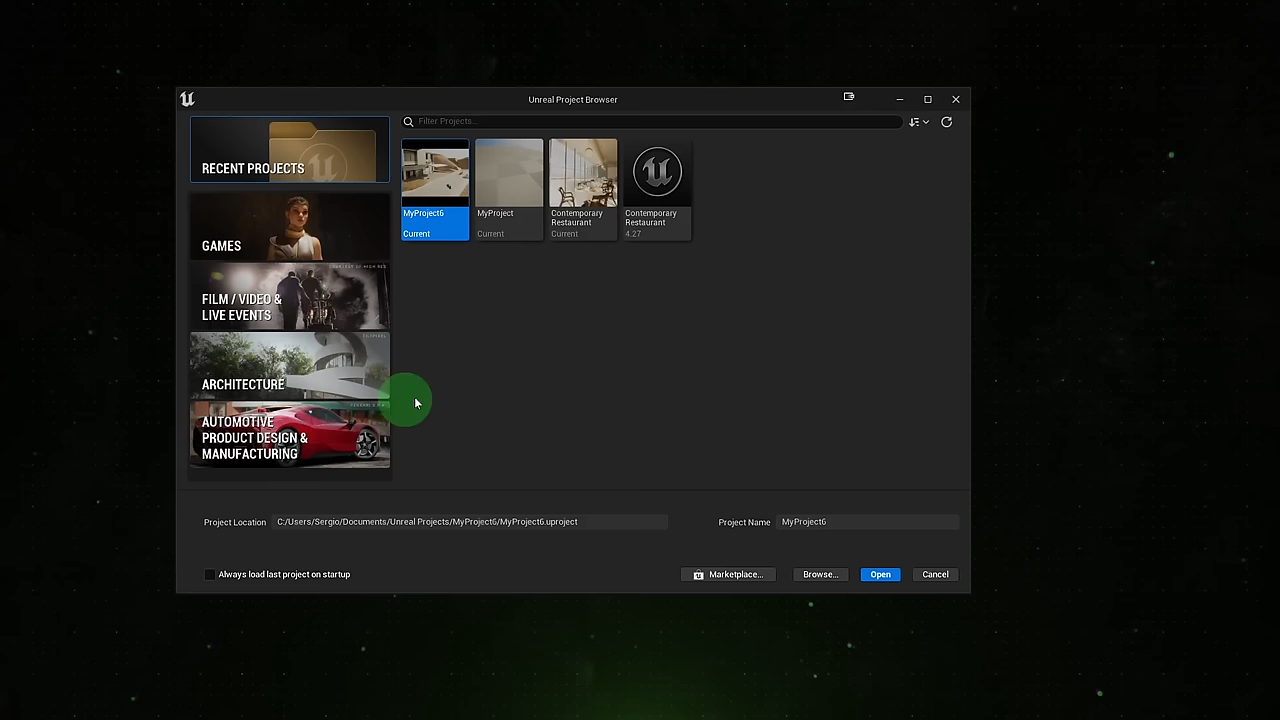 Unreal Project Browser
RECENT PROJECTS
Filter Projects...
MyProject6
Current
MyProject
Current
Contemporary
Restaurant
Current
Contemporary
Restaurant
4.27
GAMES
FILM / VIDEO &
LIVE EVENTS
ARCHITECTURE
AUTOMOTIVE
PRODUCT DESIGN &
MANUFACTURING
Project Location
C:/Users/Sergio/Documents/Unreal Projects/MyProject6/MyProject6.uproject
Project Name
MyProject6
Always load last project on startup
Marketplace...
Browse...
Open
Cancel